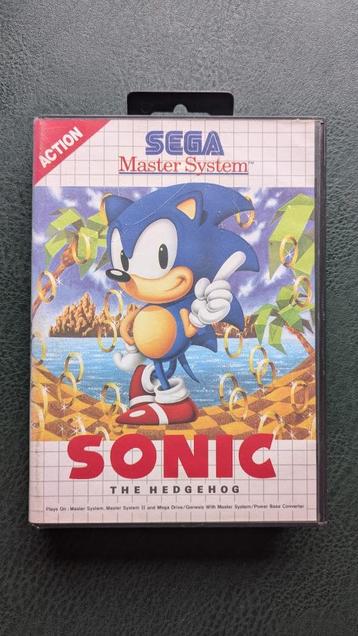 ACTION
SEGA
Master System™
SONIC
THE HEDGEHOG
Plays On : Master System, Master System II and Mega Drive/Genesis With Master System/Power Base Converter